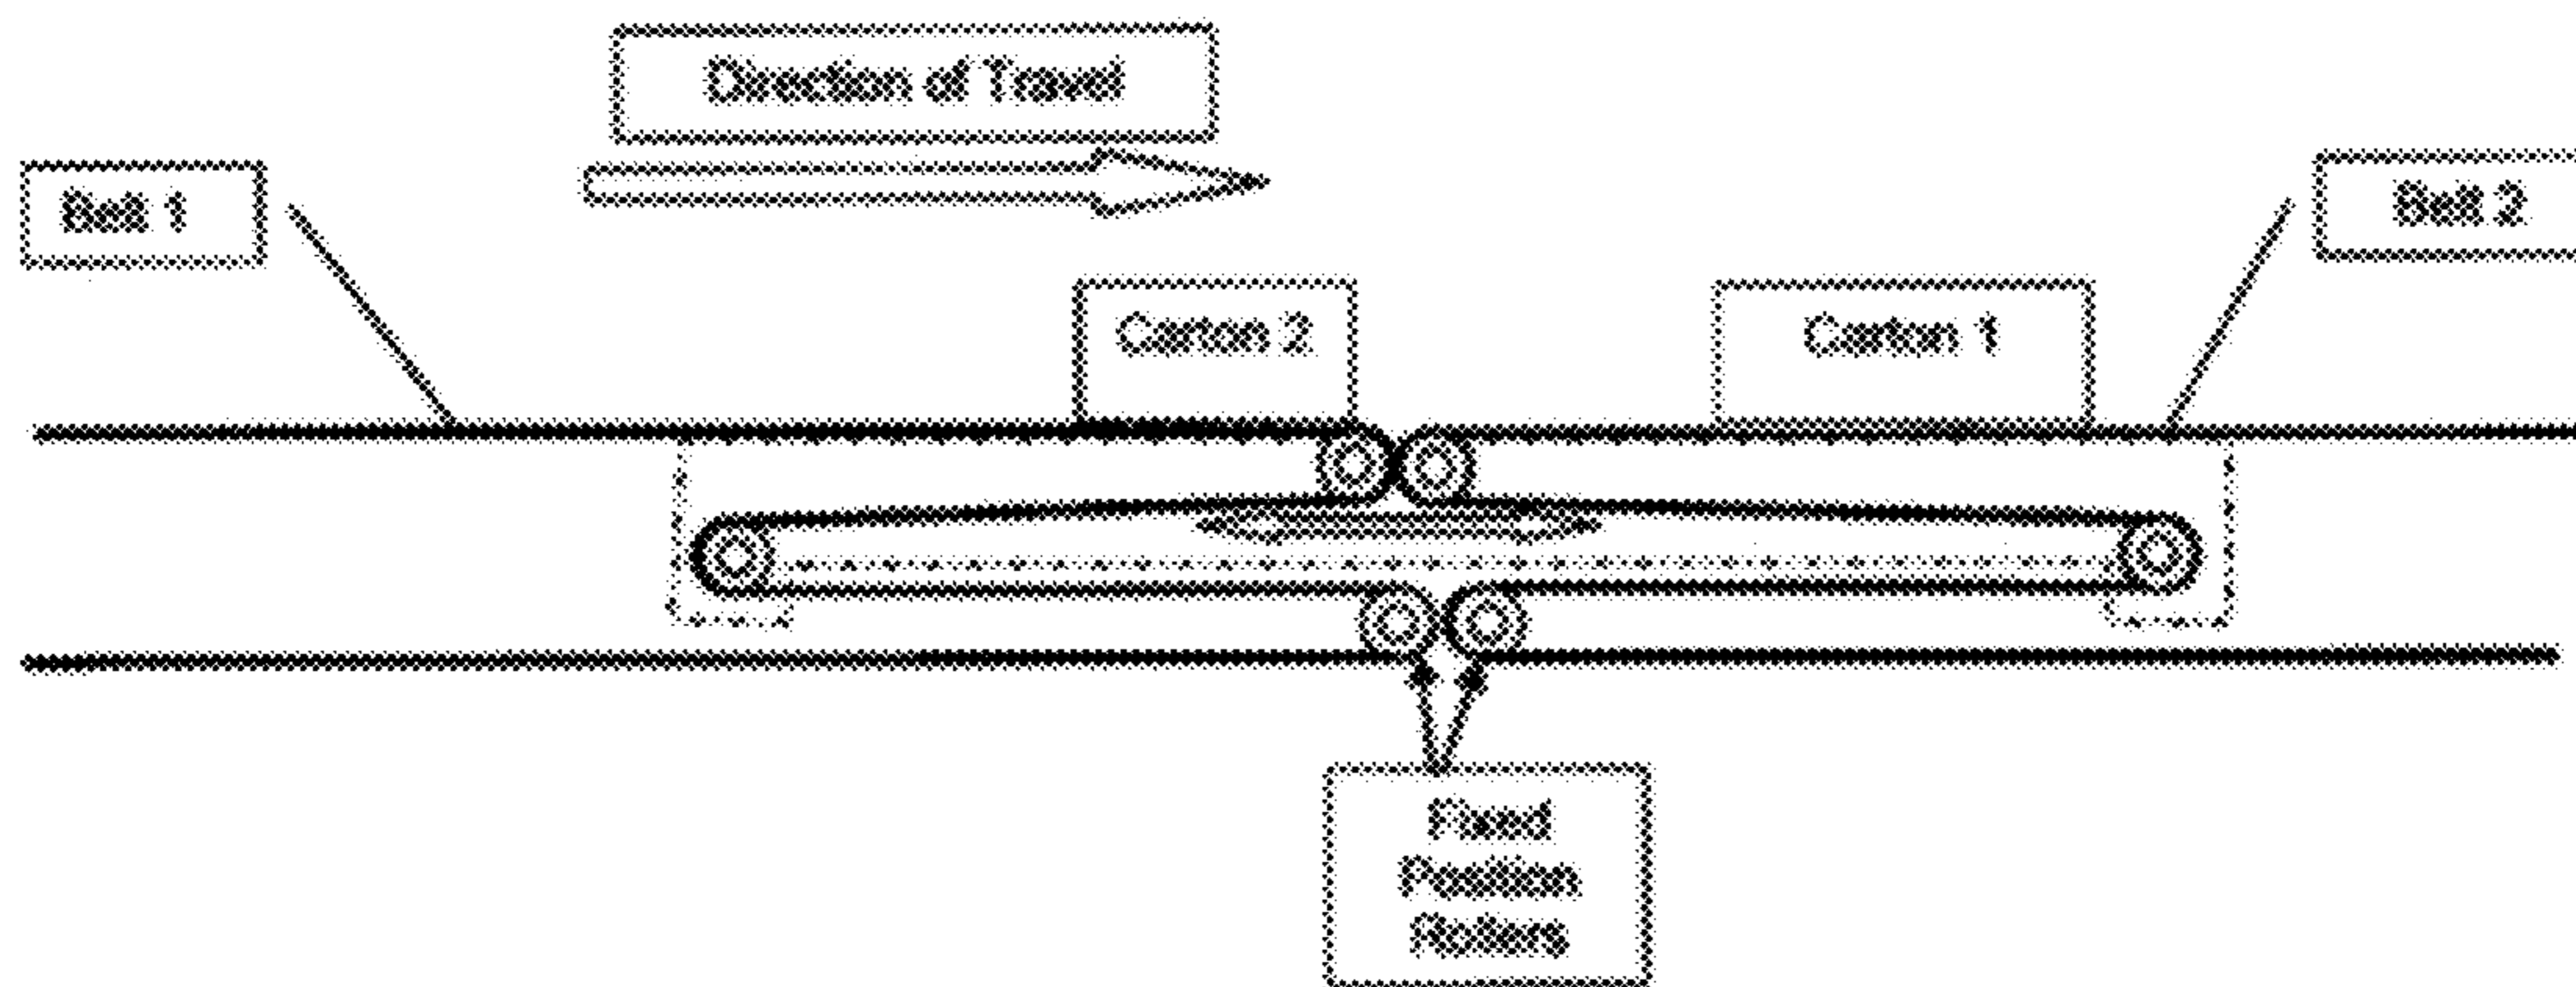 Direction of Travel
Belt 1
Belt 2
Carton 2
Carton 1
Fixed
Position
Rollers